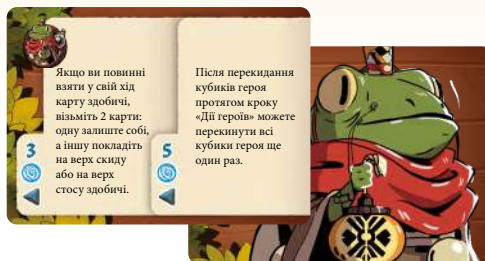 Якщо ви повинні
взяти у свій хід
карту здобичі,
візьміть 2 карти:
одну залиште собі,
а іншу покладіть
на верх скиду
або на верх
стосу здобичі.
3
Після перекидання
кубиків героя
протягом кроку
«Дії героїв» можете
перекинути всі
кубики героя ще
один раз.
5